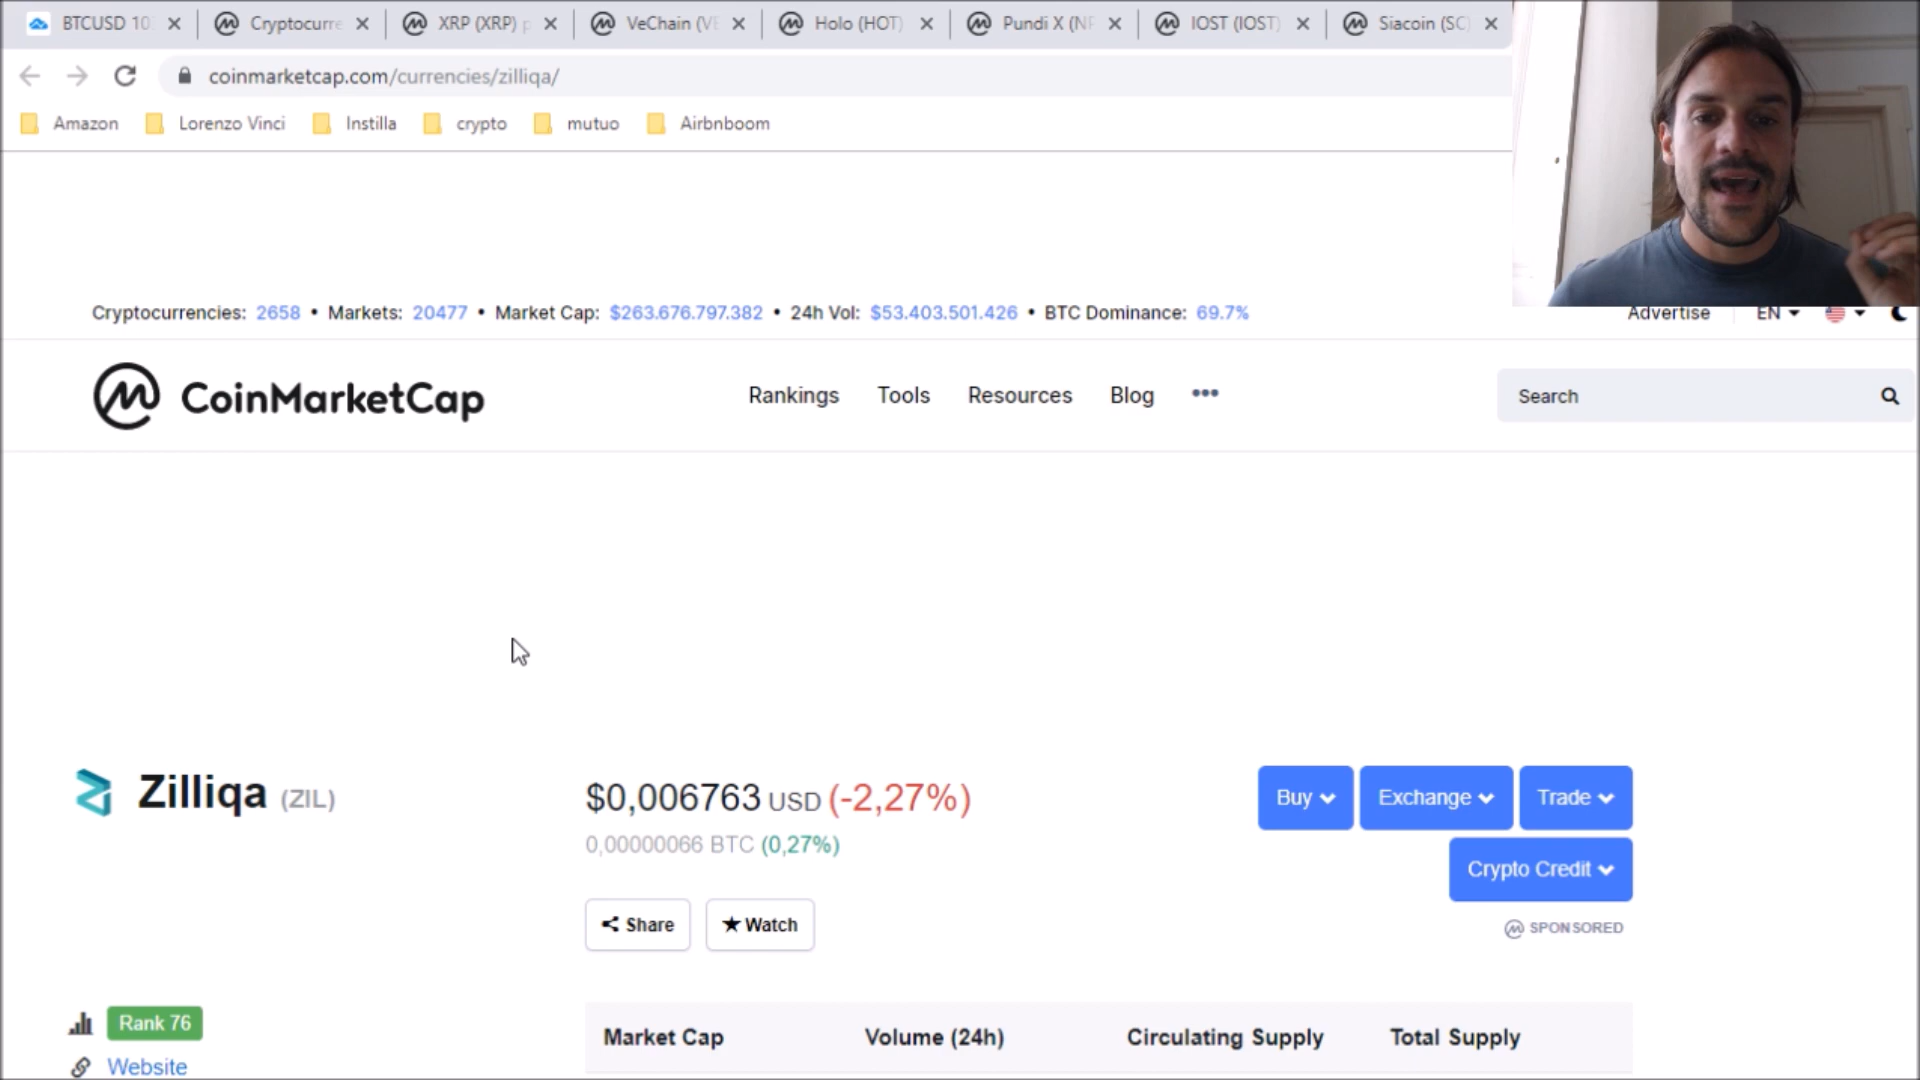 BTCUSD 10
Cryptocurre
XRP (XRP) p
VeChain (VE
Holo (HOT)
Pundi X (NP
IOST (IOST)
Siacoin (SC)
coinmarketcap.com/currencies/zilliqa/
Amazon
Lorenzo Vinci
Instilla
crypto
mutuo
Airbnboom
Cryptocurrencies: 2658 • Markets: 20477 • Market Cap: $263.676.797.382 • 24h Vol: $53.403.501.426 • BTC Dominance: 69.7%
Advertise
EN
CoinMarketCap
Rankings
Tools
Resources
Blog
Search
Zilliqa (ZIL)
$0,006763 USD (-2,27%)
0,00000066 BTC (0,27%)
Buy
Exchange
Trade
Crypto Credit
Share
Watch
SPONSORED
Rank 76
Website
Market Cap
Volume (24h)
Circulating Supply
Total Supply